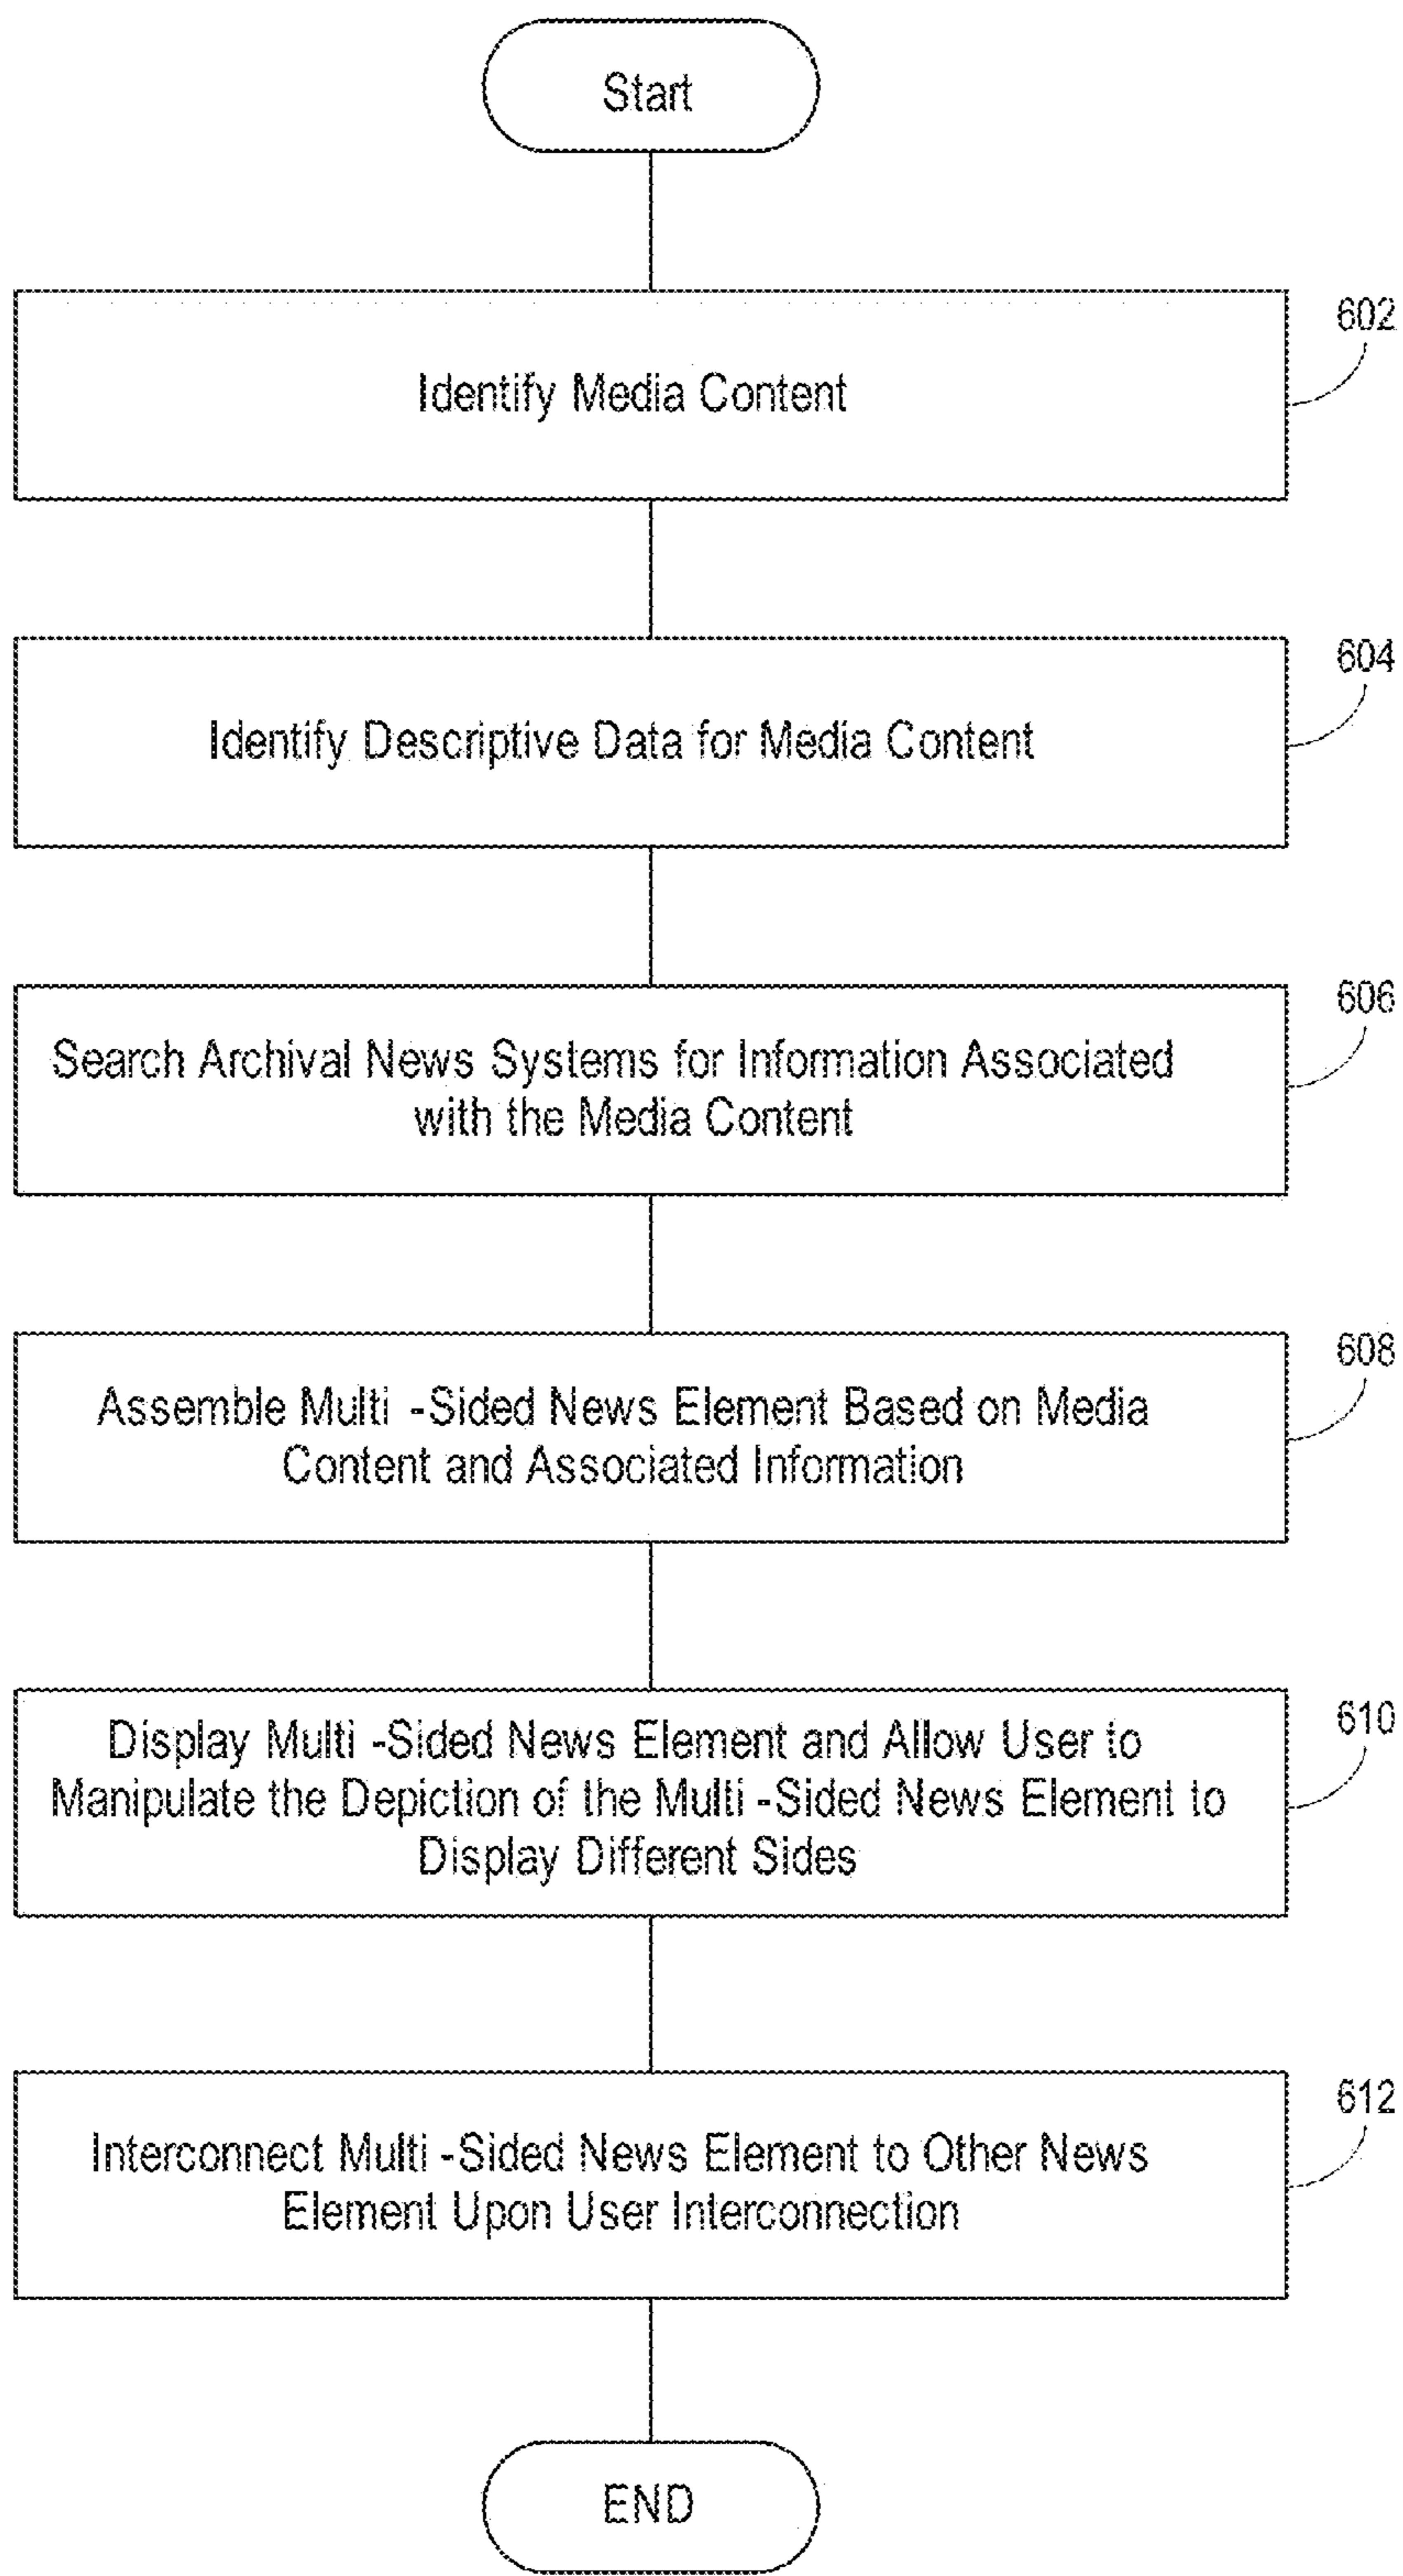 Start
602
Identify Media Content
604
Identify Descriptive Data for Media Content
606
Search Archival News Systems for Information Associated
with the Media Content
608
Assemble Multi -Sided News Element Based on Media
Content and Associated Information
610
Display Multi -Sided News Element and Allow User to
Manipulate the Depiction of the Multi -Sided News Element to
Display Different Sides
612
Interconnect Multi -Sided News Element to Other News
Element Upon User Interconnection
END